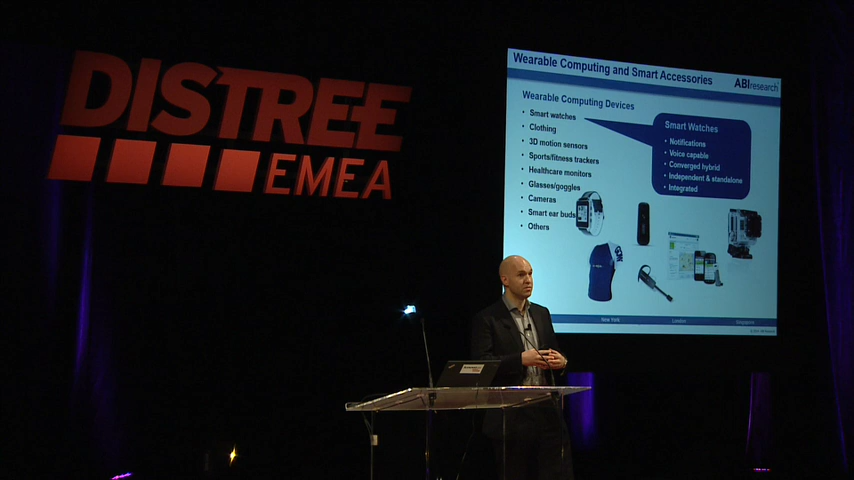 DISTREE
EMEA
Wearable Computing and Smart Accessories
ABIresearch
Wearable Computing Devices
• Smart watches
• Clothing
• 3D motion sensors
• Sports/fitness trackers
• Healthcare monitors
• Glasses/goggles
• Cameras
• Smart ear buds
• Others
Smart Watches
• Notifications
• Voice capable
• Converged hybrid
• Independent & standalone
• Integrated
New York
London
Singapore